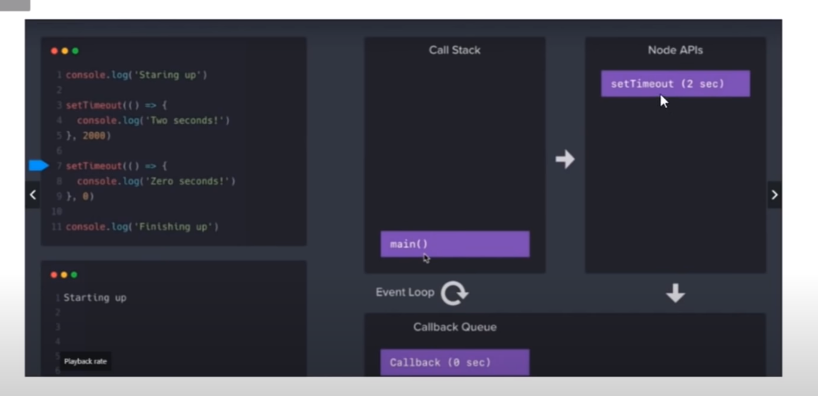 1 console.log('Staring up')
2
3 setTimeout(() => {
4 console.log('Two seconds!')
5 }, 2000)
6
7 setTimeout(() => {
8 console.log('Zero seconds!')
9 }, 0)
10
11 console.log('Finishing up')
1 Starting up
2
3
4
5
6
Playback rate
Call Stack
main()
Node APIs
setTimeout (2 sec)
Event Loop
Callback Queue
Callback (0 sec)